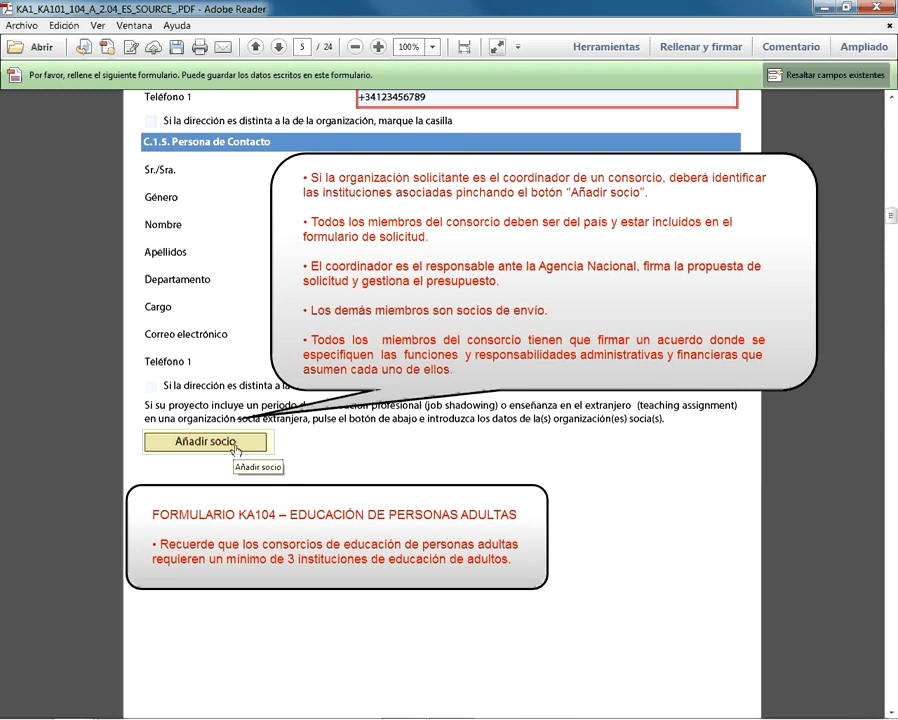 KA1_KA101_104_A_2.04_ES_SOURCE_.PDF - Adobe Reader
Archivo Edición Ver Ventana Ayuda
Abrir 5 / 24 100% Herramientas Rellenar y firmar Comentario Ampliado
Por favor, rellene el siguiente formulario. Puede guardar los datos escritos en este formulario. Resaltar campos existentes
Teléfono 1 +34123456789
Si la dirección es distinta a la de la organización, marque la casilla
C.1.5. Persona de Contacto
Sr./Sra.
Género
Nombre
Apellidos
Departamento
Cargo
Correo electrónico
Teléfono 1
• Si la organización solicitante es el coordinador de un consorcio, deberá identificar
las instituciones asociadas pinchando el botón “Añadir socio”.
• Todos los miembros del consorcio deben ser del país y estar incluidos en el
formulario de solicitud.
• El coordinador es el responsable ante la Agencia Nacional, firma la propuesta de
solicitud y gestiona el presupuesto.
• Los demás miembros son socios de envío.
• Todos los miembros del consorcio tienen que firmar un acuerdo donde se
especifiquen las funciones y responsabilidades administrativas y financieras que
asumen cada uno de ellos.
Si la dirección es distinta a la
Si su proyecto incluye un periodo profesional (job shadowing) o enseñanza en el extranjero (teaching assignment)
en una organización socia extranjera, pulse el botón de abajo e introduzca los datos de la(s) organización(es) socia(s).
Añadir socio
Añadir socio
FORMULARIO KA104 – EDUCACIÓN DE PERSONAS ADULTAS
• Recuerde que los consorcios de educación de personas adultas
requieren un mínimo de 3 instituciones de educación de adultos.